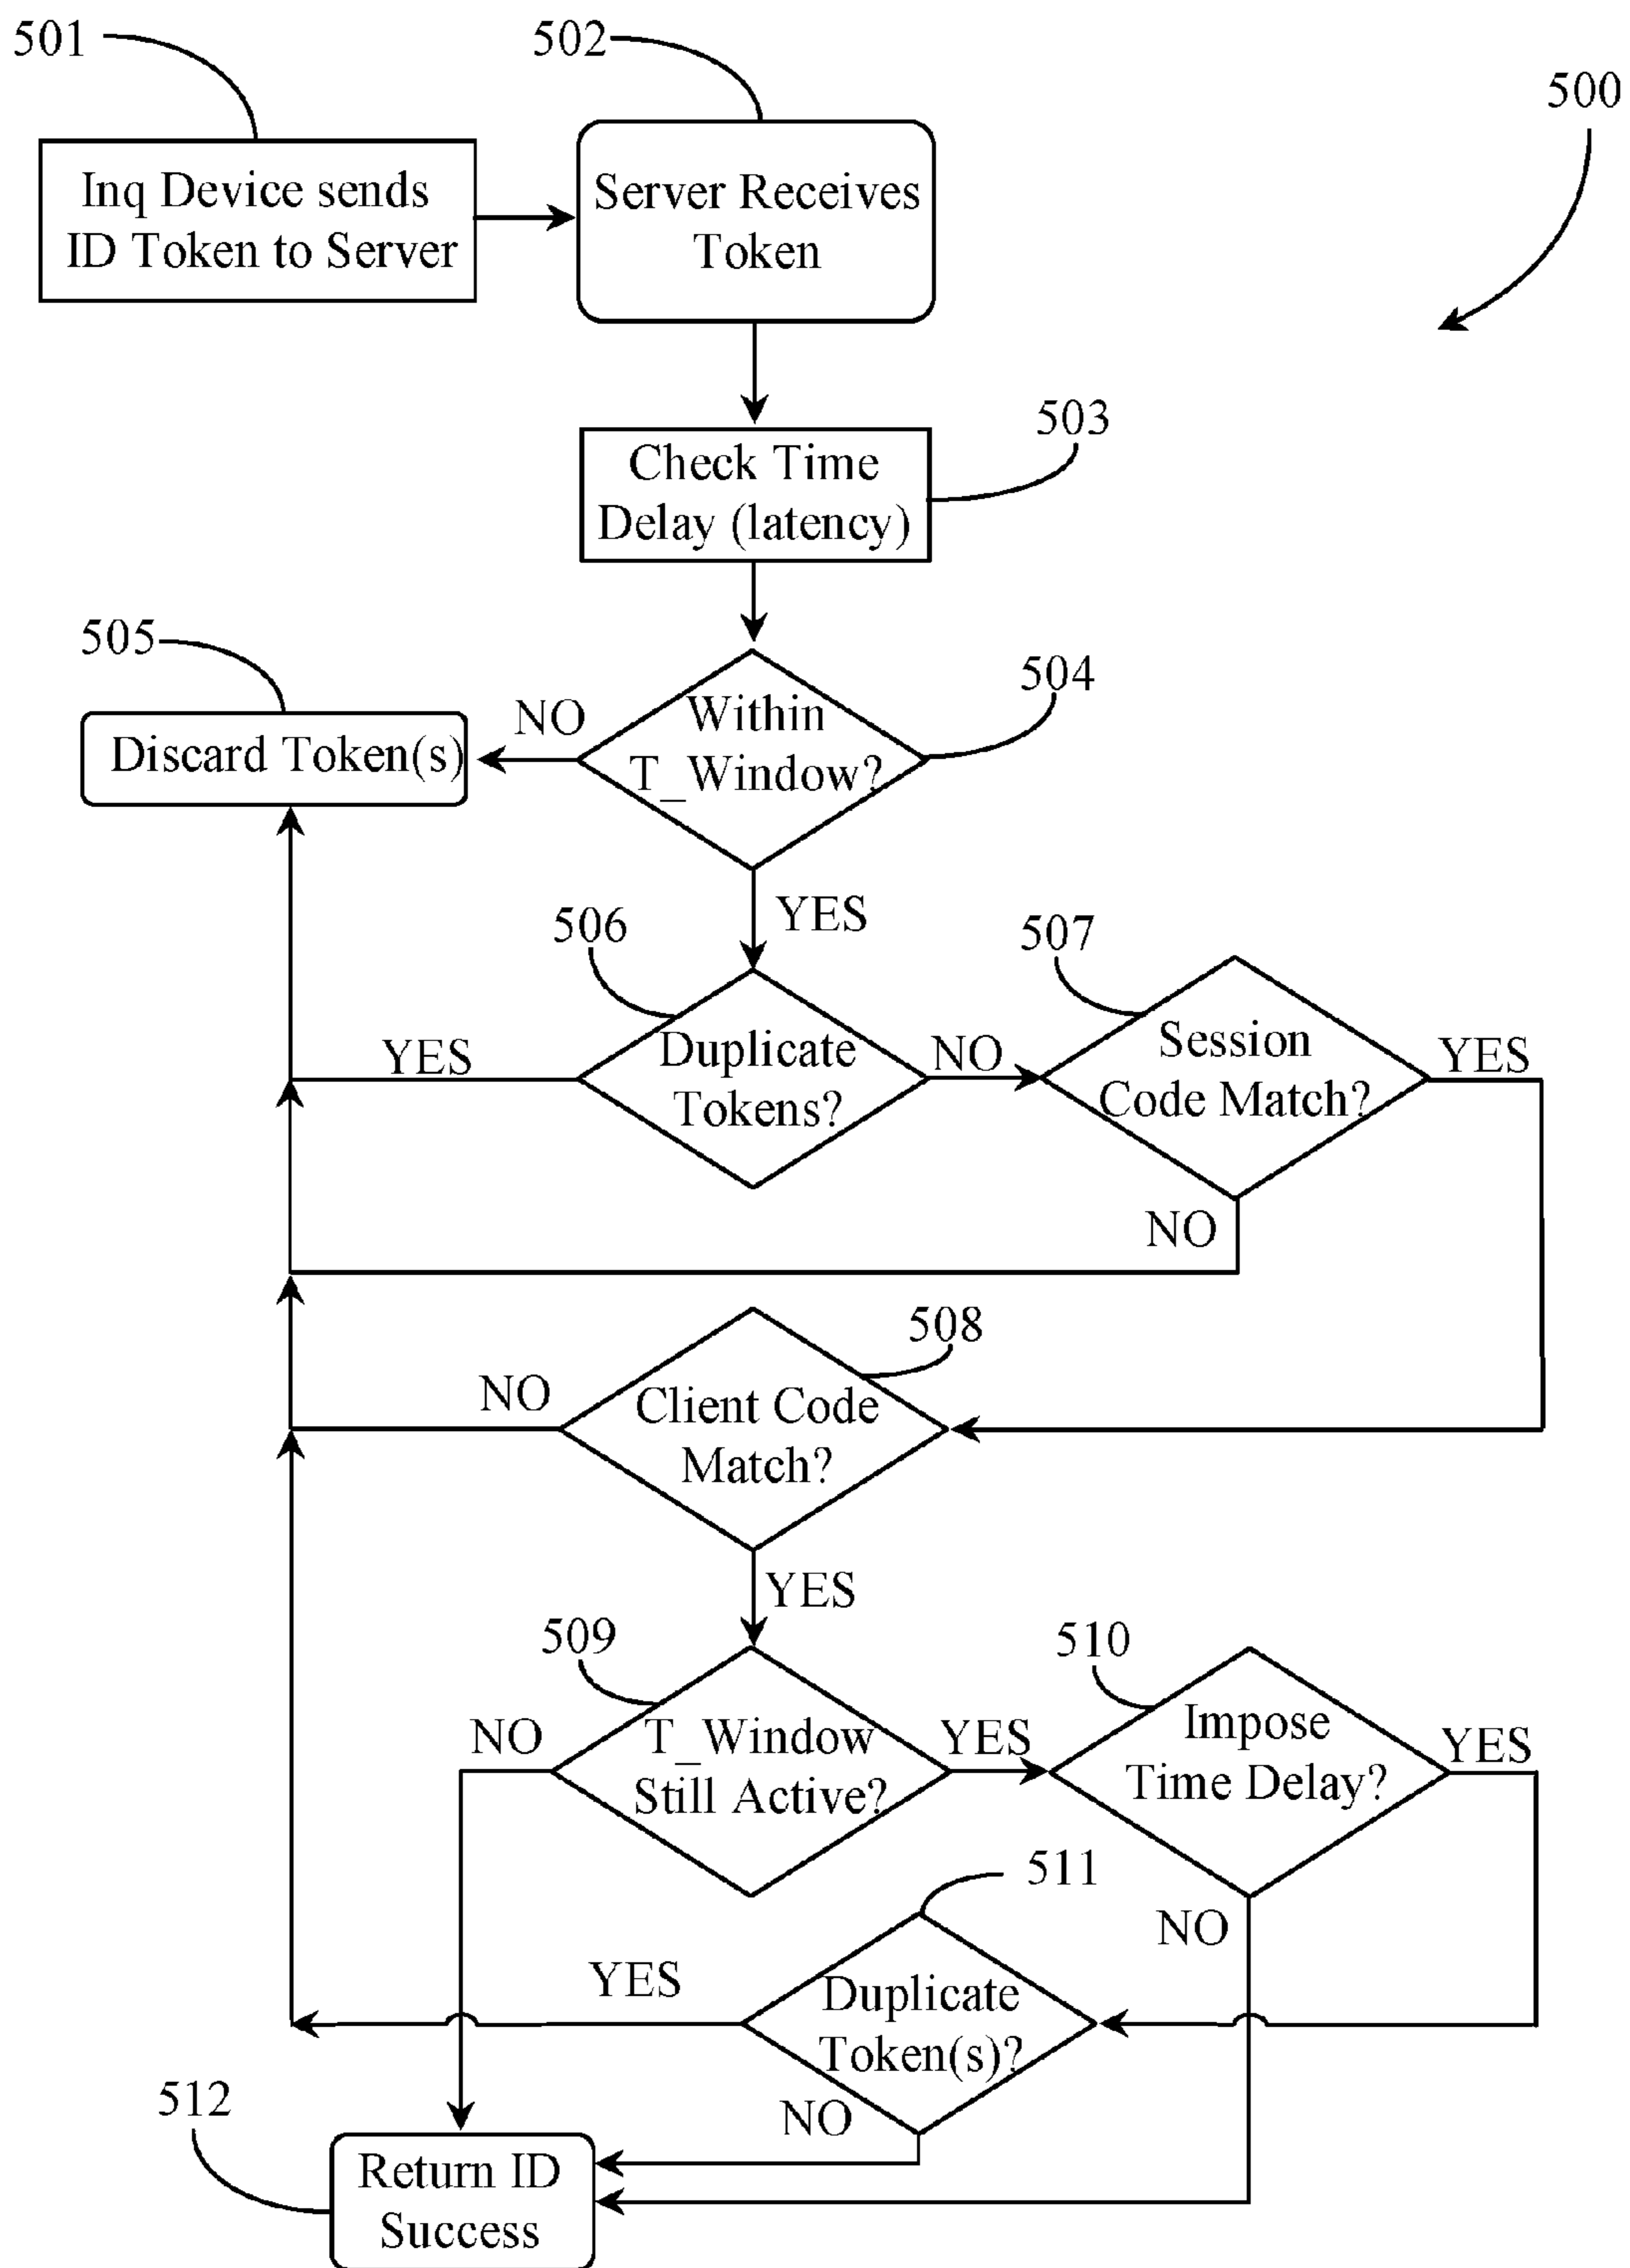 501
502
500
Inq Device sends
ID Token to Server
Server Receives
Token
503
Check Time
Delay (latency)
505
504
NO
Within
T_Window?
Discard Token(s)
YES
506
507
YES
Duplicate
Tokens?
NO
Session
Code Match?
YES
NO
508
NO
Client Code
Match?
YES
509
510
NO
T_Window
Still Active?
YES
Impose
Time Delay?
YES
511
NO
YES
Duplicate
Token(s)?
512
NO
Return ID
Success